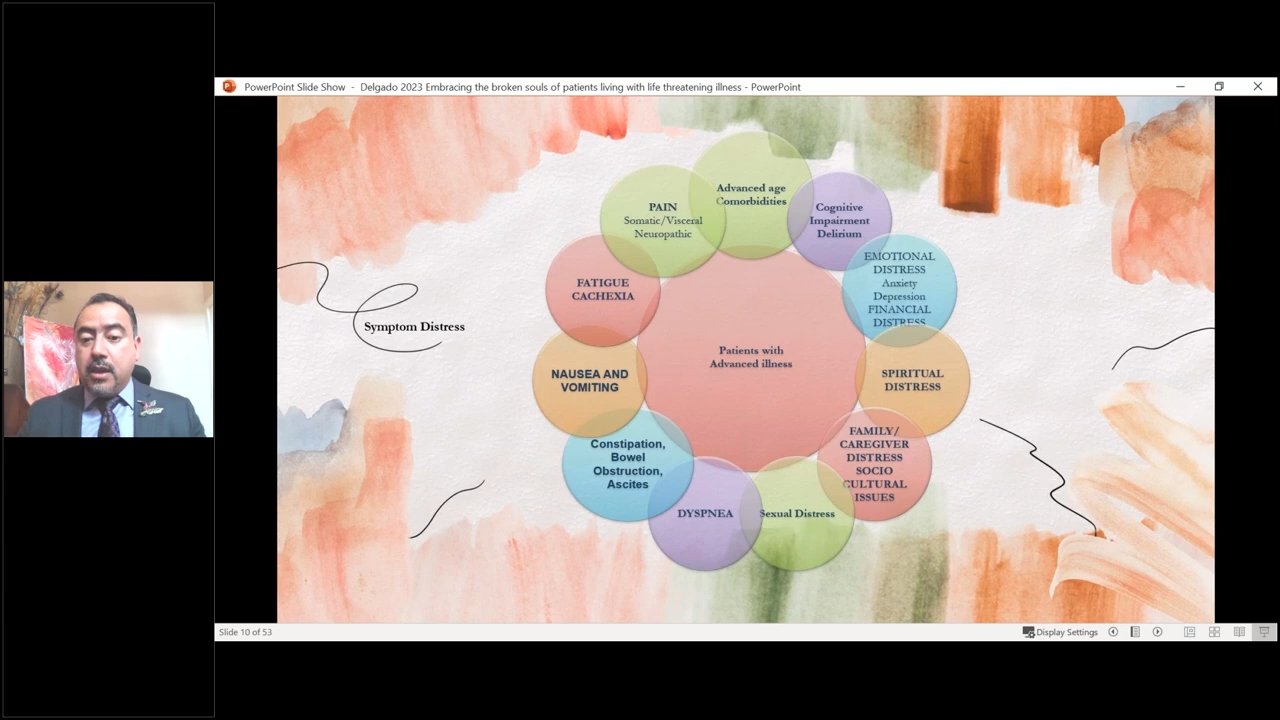 PowerPoint Slide Show - Delgado 2023 Embracing the broken souls of patients living with life threatening illness - PowerPoint
Advanced age
Comorbidities
PAIN
Somatic/Visceral
Neuropathic
Cognitive
Impairment
Delirium
EMOTIONAL
DISTRESS
Anxiety
Depression
FINANCIAL
DISTRESS
FATIGUE
CACHEXIA
Symptom Distress
Patients with
Advanced illness
NAUSEA AND
VOMITING
SPIRITUAL
DISTRESS
FAMILY/
CAREGIVER
DISTRESS
SOCIO
CULTURAL
ISSUES
Constipation,
Bowel
Obstruction,
Ascites
DYSPNEA
Sexual Distress
Slide 10 of 53
Display Settings